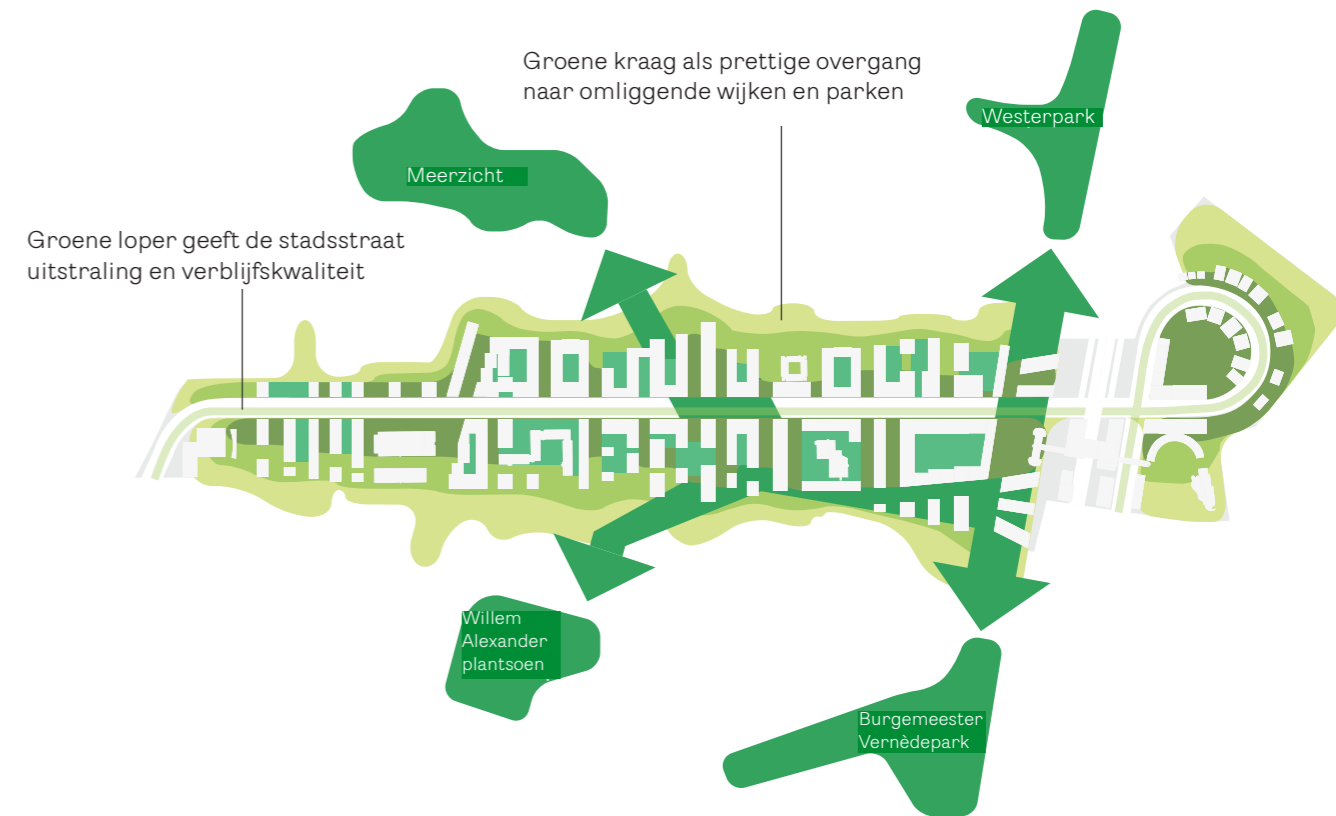 Groene kraag als prettige overgang
naar omliggende wijken en parken
Westerpark
Meerzicht
Groene loper geeft de stadsstraat
uitstraling en verblijfskwaliteit
Willem
Alexander
plantsoen
Burgemeester
Vernèdepark